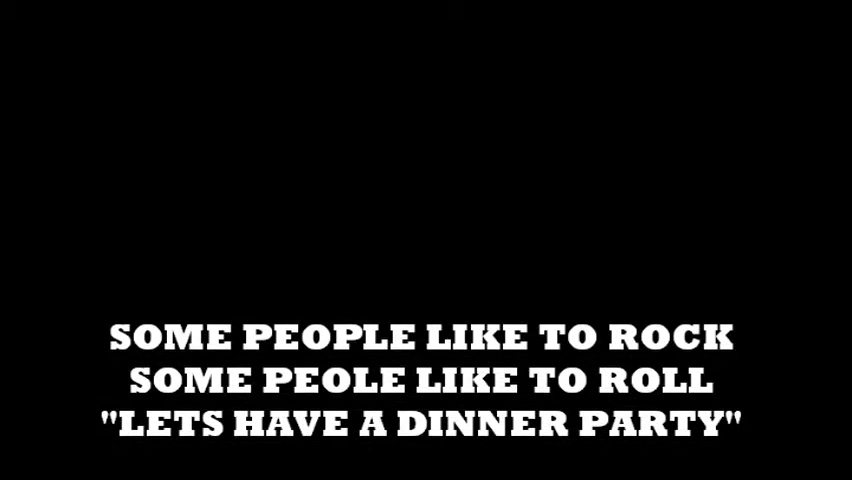 SOME PEOPLE LIKE TO ROCK
SOME PEOLE LIKE TO ROLL
"LETS HAVE A DINNER PARTY"